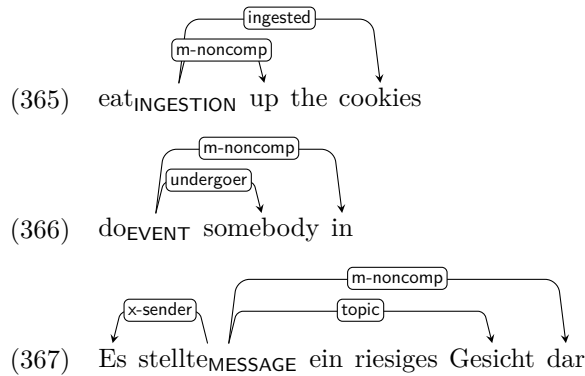 ingested
m-noncomp
(365) eatINGESTION up the cookies
m-noncomp
undergoer
(366) doEVENT somebody in
m-noncomp
x-sender topic
(367) Es stellteMESSAGE ein riesiges Gesicht dar